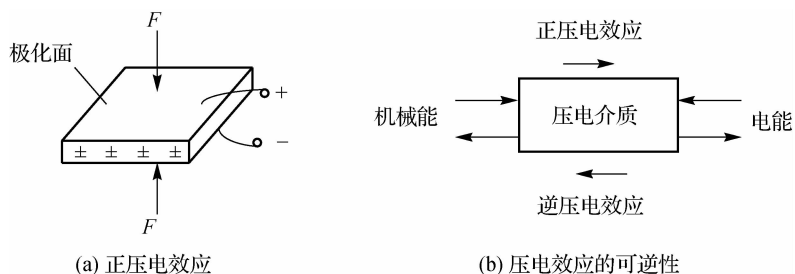 F
极化面
+
± ± ± ±
−
F
(a) 正压电效应
正压电效应
机械能
压电介质
电能
逆压电效应
(b) 压电效应的可逆性